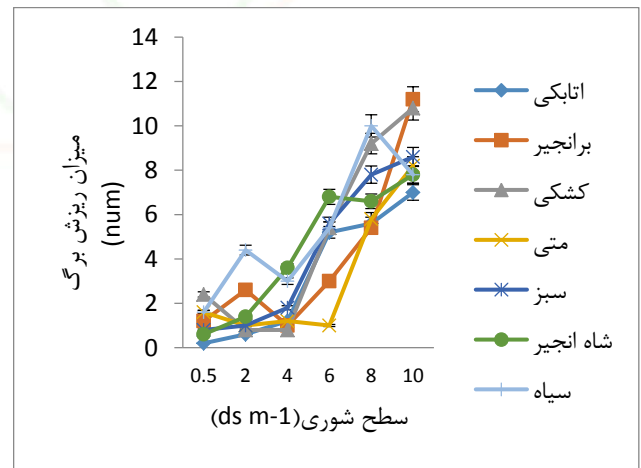 میزان ریزش برگ
(num)
14
12
10
8
6
4
2
0
0.5 2 4 6 8 10
سطح شوری(ds m-1)
اتابکی
برانجیر
کشکی
متی
سبز
شاه انجیر
سیاه